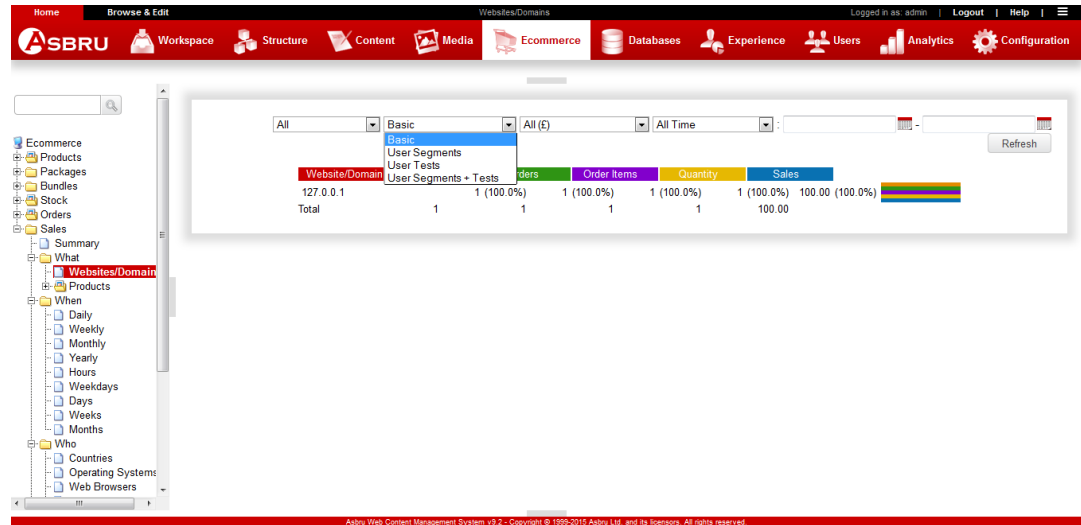 Home Browse & Edit Websites/Domains Logged in as: admin | Logout | Help |
ASBRU Workspace Structure Content Media Ecommerce Databases Experience Users Analytics Configuration
All Basic All (£) All Time : -
Basic
User Segments
User Tests
User Segments + Tests
Refresh
Website/Domain Order Items Quantity Sales
127.0.0.1 1 (100.0%) 1 (100.0%) 1 (100.0%) 1 (100.0%) 100.00 (100.0%)
Total 1 1 1 1 100.00
Ecommerce
Products
Packages
Bundles
Stock
Orders
Sales
Summary
What
Websites/Domain
Products
When
Daily
Weekly
Monthly
Yearly
Hours
Weekdays
Days
Weeks
Months
Who
Countries
Operating Systems
Web Browsers
Asbru Web Content Management System v9.2 - Copyright © 1999-2015 Asbru Ltd. and its licensors. All rights reserved.